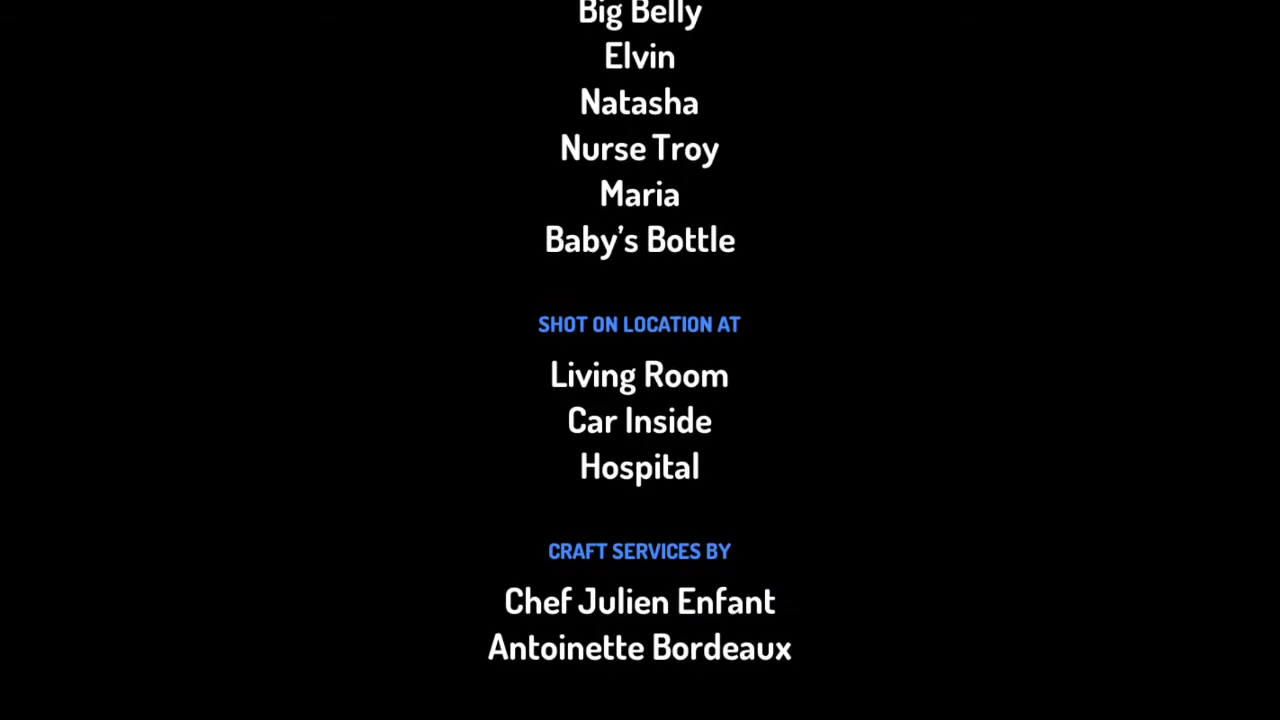 Big Belly
Elvin
Natasha
Nurse Troy
Maria
Baby’s Bottle
SHOT ON LOCATION AT
Living Room
Car Inside
Hospital
CRAFT SERVICES BY
Chef Julien Enfant
Antoinette Bordeaux